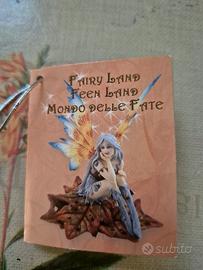 Fairy Land
Feen Land
Mondo delle Fate
subito